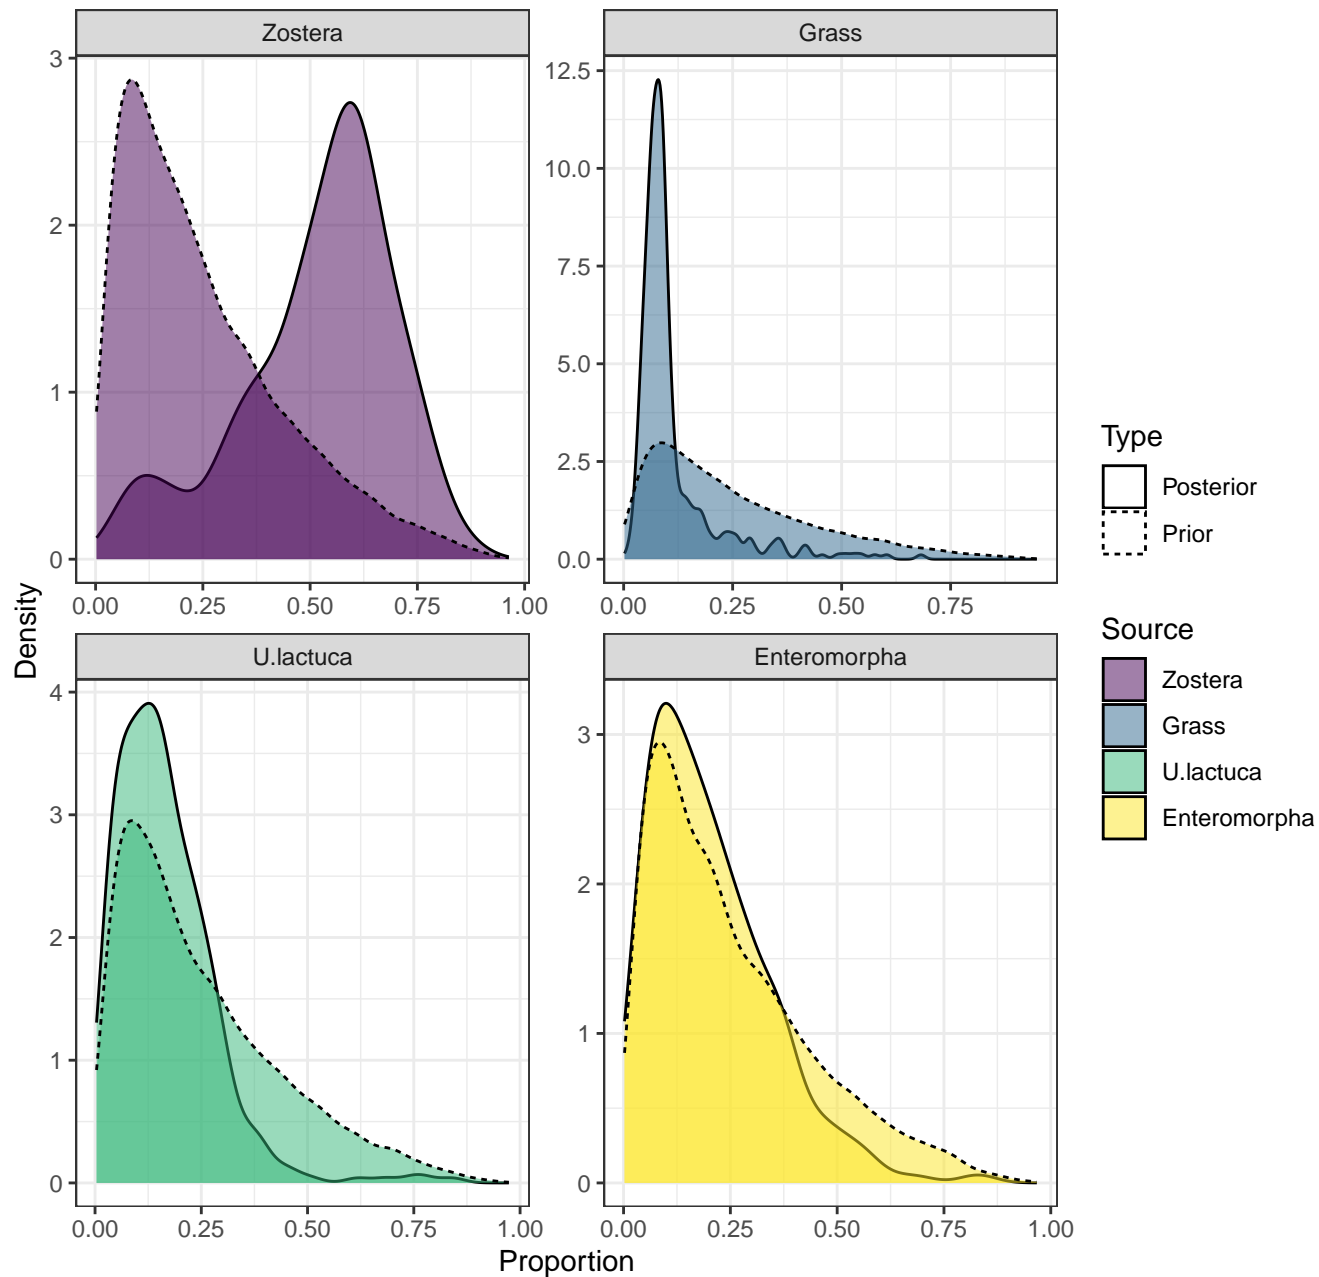 Zostera
Grass
3
2
1
0
12.5
10.0
7.5
5.0
2.5
0.0
0.00 0.25 0.50 0.75 1.00
0.00 0.25 0.50 0.75
Density
U.lactuca
Enteromorpha
4
3
2
1
0
3
2
1
0
0.00 0.25 0.50 0.75 1.00
0.00 0.25 0.50 0.75 1.00
Proportion
Type
Posterior
Prior
Source
Zostera
Grass
U.lactuca
Enteromorpha